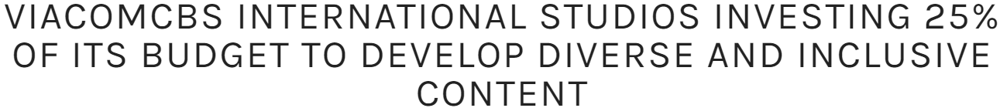 VIACOMCBS INTERNATIONAL STUDIOS INVESTING 25%
OF ITS BUDGET TO DEVELOP DIVERSE AND INCLUSIVE
CONTENT